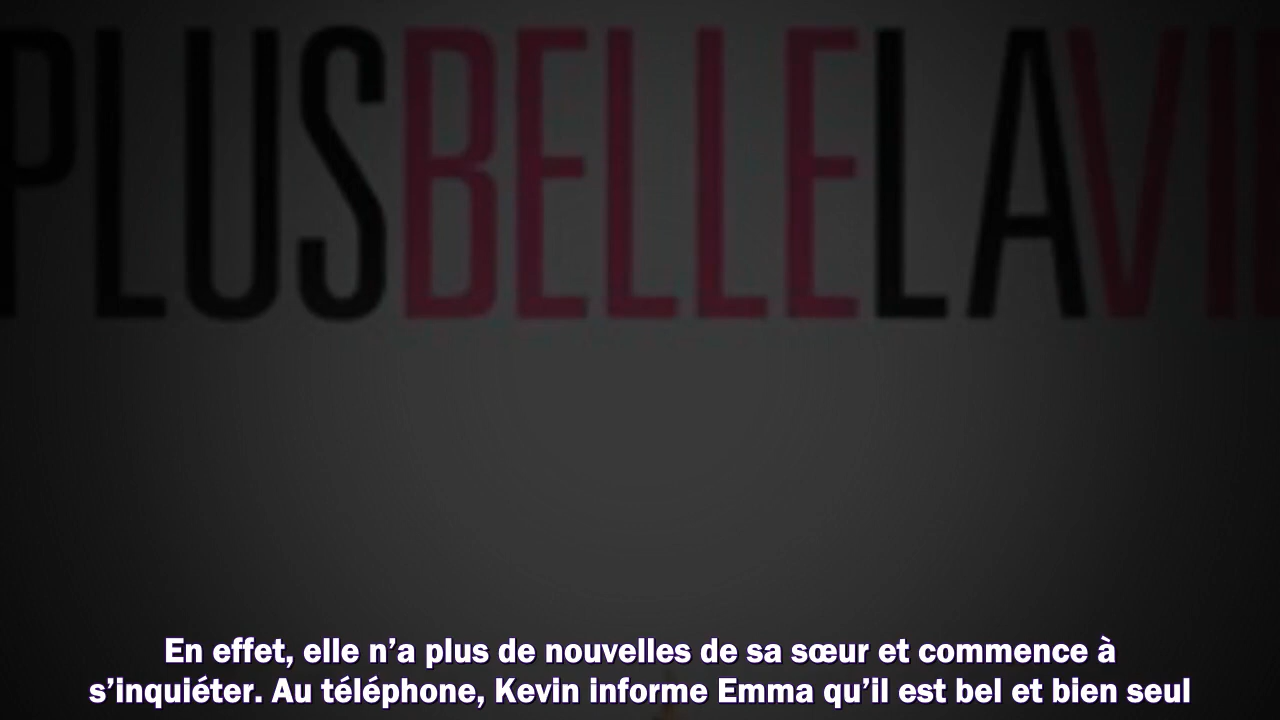 PLUSBELLELAVIE
En effet, elle n’a plus de nouvelles de sa sœur et commence à
s’inquiéter. Au téléphone, Kevin informe Emma qu’il est bel et bien seul